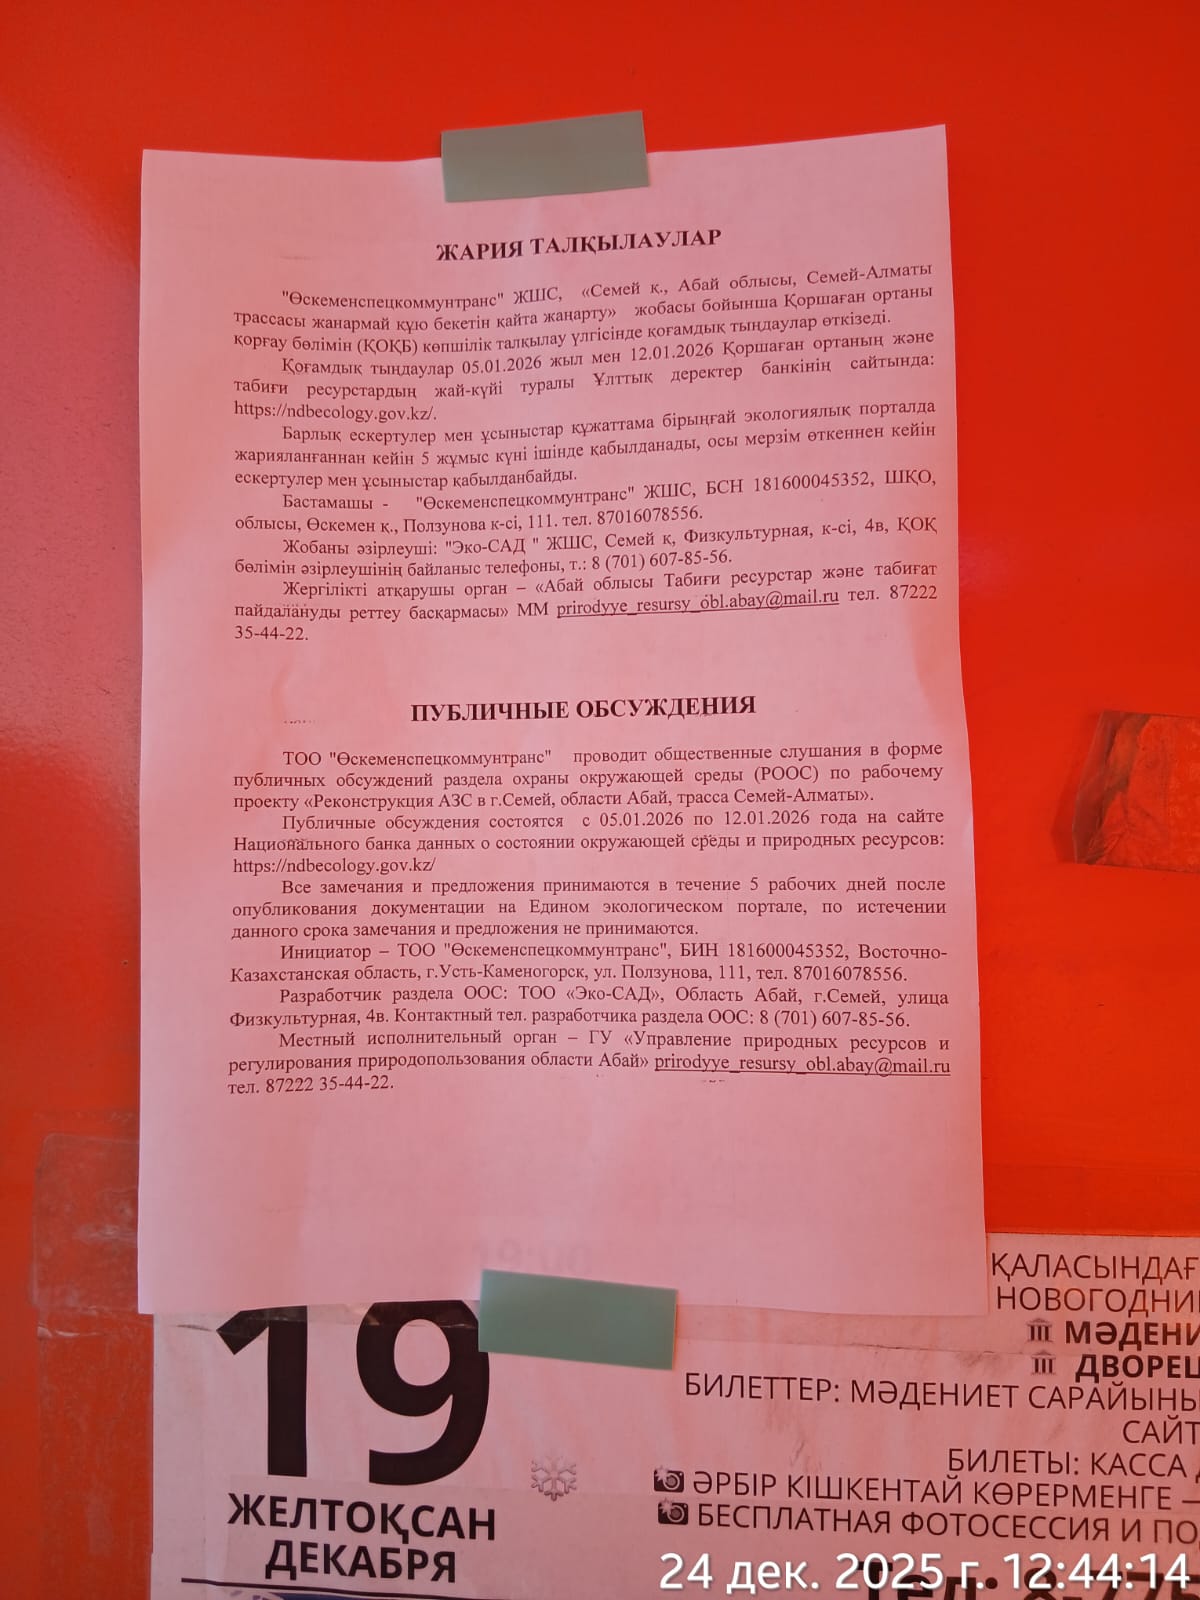 ЖАРИЯ ТАЛҚЫЛАУЛАР
"Өскеменспецкоммунтранс" ЖШС, «Семей қ., Абай облысы, Семей-Алматы
трассасы жанармай құю бекетін қайта жаңарту» жобасы бойынша Қоршаған ортаны
қорғау бөлімін (ҚОҚБ) көпшілік талқылау үлгісінде қоғамдық тыңдаулар өткізеді.
Қоғамдық тыңдаулар 05.01.2026 жыл мен 12.01.2026 Қоршаған ортаның және
табиғи ресурстардың жай-күйі туралы Ұлттық деректер банкінің сайтында:
https://ndbecology.gov.kz/.
Барлық ескертулер мен ұсыныстар құжаттама бірыңғай экологиялық порталда
жарияланғаннан кейін 5 жұмыс күні ішінде қабылданады, осы мерзім өткеннен кейін
ескертулер мен ұсыныстар қабылданбайды.
Бастамашы - "Өскеменспецкоммунтранс" ЖШС, БСН 181600045352, ШҚО,
облысы, Өскемен қ., Ползунова к-сі, 111. тел. 87016078556.
Жобаны әзірлеуші: "Эко-САД " ЖШС, Семей қ, Физкультурная, к-сі, 4в, ҚОҚ
бөлімін әзірлеушінің байланыс телефоны, т.: 8 (701) 607-85-56.
Жергілікті атқарушы орган – «Абай облысы Табиғи ресурстар және табиғат
пайдалануды реттеу басқармасы» ММ prirodyye_resursy_obl.abay@mail.ru тел. 87222
35-44-22.
ПУБЛИЧНЫЕ ОБСУЖДЕНИЯ
ТОО "Өскеменспецкоммунтранс" проводит общественные слушания в форме
публичных обсуждений раздела охраны окружающей среды (РООС) по рабочему
проекту «Реконструкция АЗС в г.Семей, области Абай, трасса Семей-Алматы».
Публичные обсуждения состоятся с 05.01.2026 по 12.01.2026 года на сайте
Национального банка данных о состоянии окружающей среды и природных ресурсов:
https://ndbecology.gov.kz/
Все замечания и предложения принимаются в течение 5 рабочих дней после
опубликования документации на Едином экологическом портале, по истечении
данного срока замечания и предложения не принимаются.
Инициатор – ТОО "Өскеменспецкоммунтранс", БИН 181600045352, Восточно-
Казахстанская область, г.Усть-Каменогорск, ул. Ползунова, 111, тел. 87016078556.
Разработчик раздела ООС: ТОО «Эко-САД», Область Абай, г.Семей, улица
Физкультурная, 4в. Контактный тел. разработчика раздела ООС: 8 (701) 607-85-56.
Местный исполнительный орган – ГУ «Управление природных ресурсов и
регулирования природопользования области Абай» prirodyye_resursy_obl.abay@mail.ru
тел. 87222 35-44-22.
19
ЖЕЛТОҚСАН
ДЕКАБРЯ
ҚАЛАСЫНДАҒ
НОВОГОДНИ
МӘДЕНИ
ДВОРЕЦ
БИЛЕТТЕР: МӘДЕНИЕТ САРАЙЫНЫ
САЙТ
БИЛЕТЫ: КАССА Д
ӘРБІР КІШКЕНТАЙ КӨРЕРМЕНГЕ –
БЕСПЛАТНАЯ ФОТОСЕССИЯ И ПО
Тел: 8-775
24 дек. 2025 г. 12:44:14